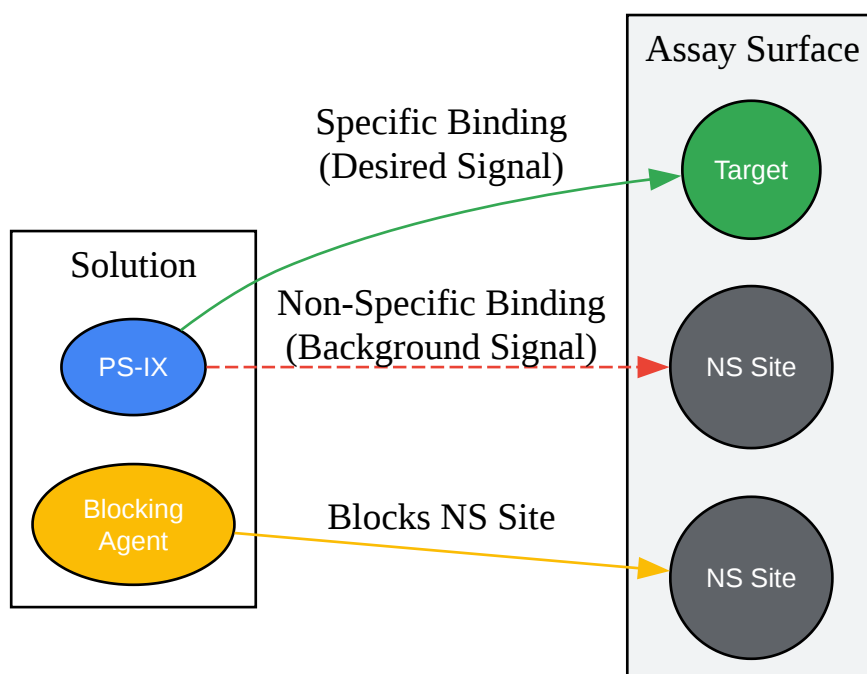 Assay Surface
Specific Binding
(Desired Signal)
Target
Solution
Non-Specific Binding
(Background Signal)
PS-IX
NS Site
Blocking
Agent
Blocks NS Site
NS Site